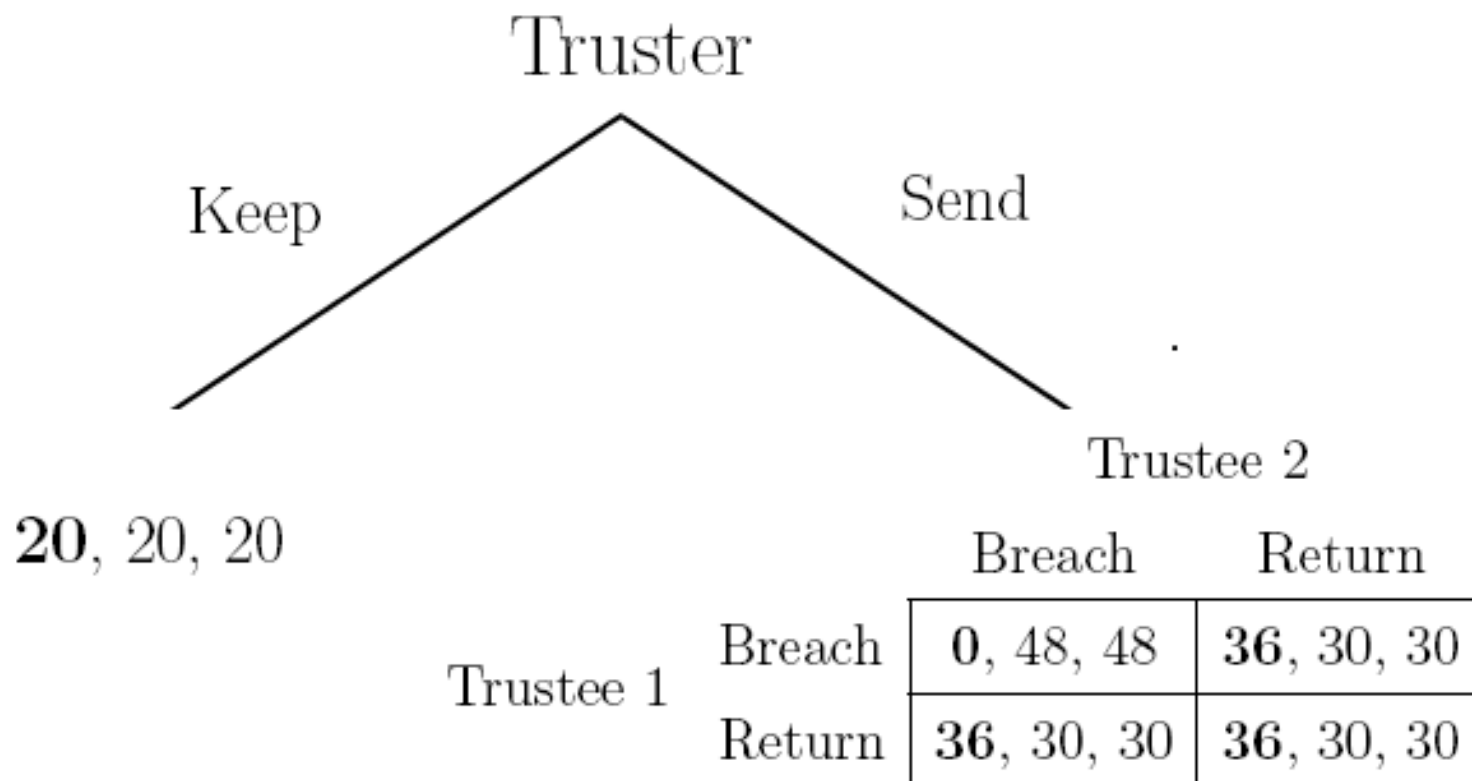 Truster
Keep
Send
.
Trustee 2
20, 20, 20
Breach Return
Breach 0, 48, 48 36, 30, 30
Trustee 1
Return 36, 30, 30 36, 30, 30